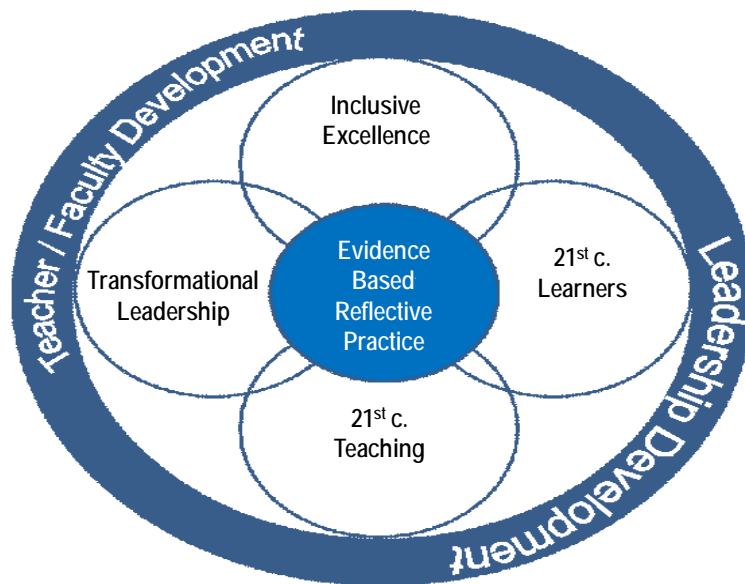 Teacher / Faculty Development
Inclusive
Excellence
Transformational
Leadership
Evidence
Based
Reflective
Practice
21st c.
Learners
21st c.
Teaching
Leadership Development